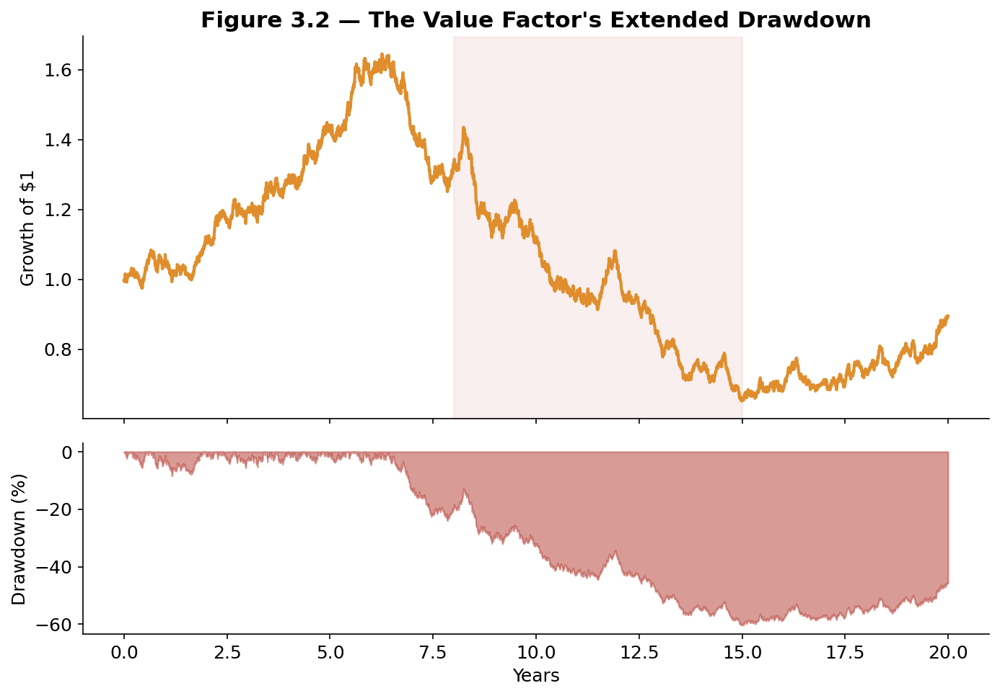 Figure 3.2 — The Value Factor's Extended Drawdown
Growth of $1
1.6
1.4
1.2
1.0
0.8
Drawdown (%)
0
−20
−40
−60
0.0 2.5 5.0 7.5 10.0 12.5 15.0 17.5 20.0
Years